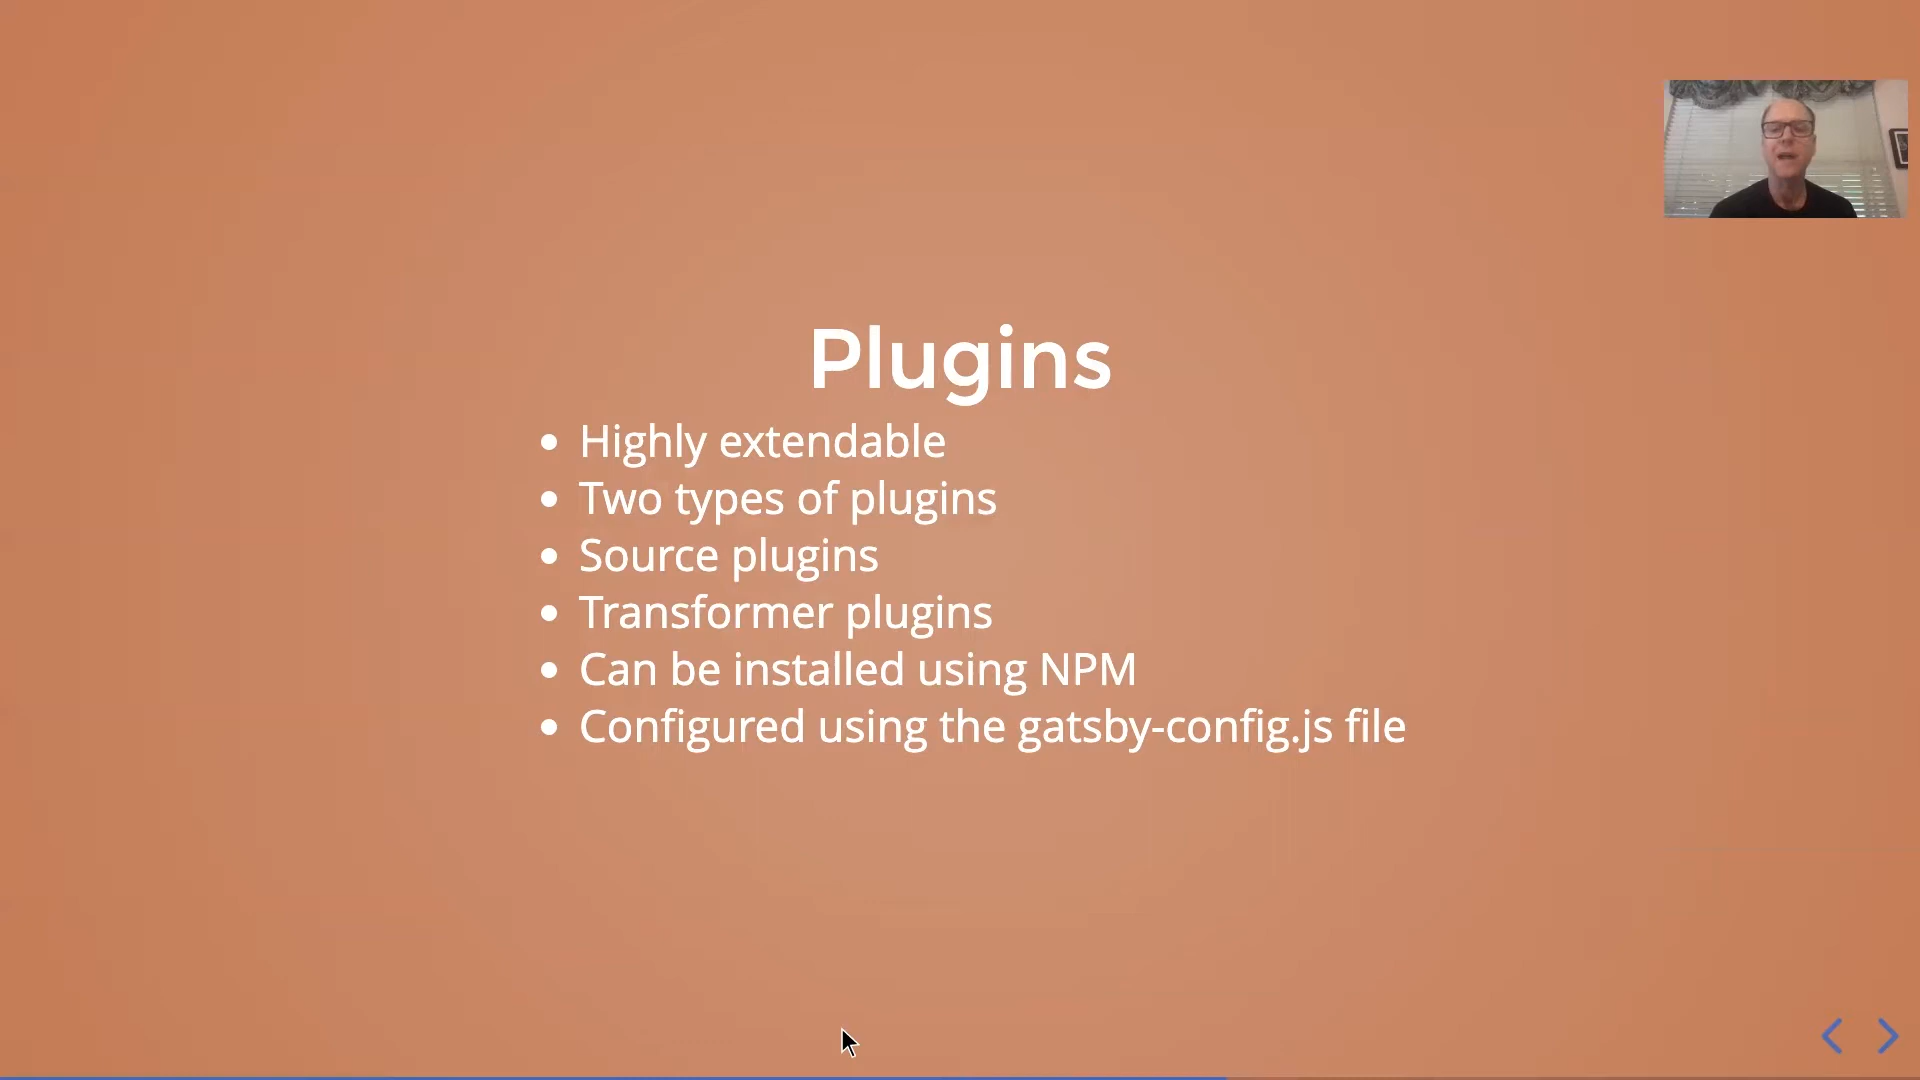 Plugins
Highly extendable
Two types of plugins
Source plugins
Transformer plugins
Can be installed using NPM
Configured using the gatsby-config.js file